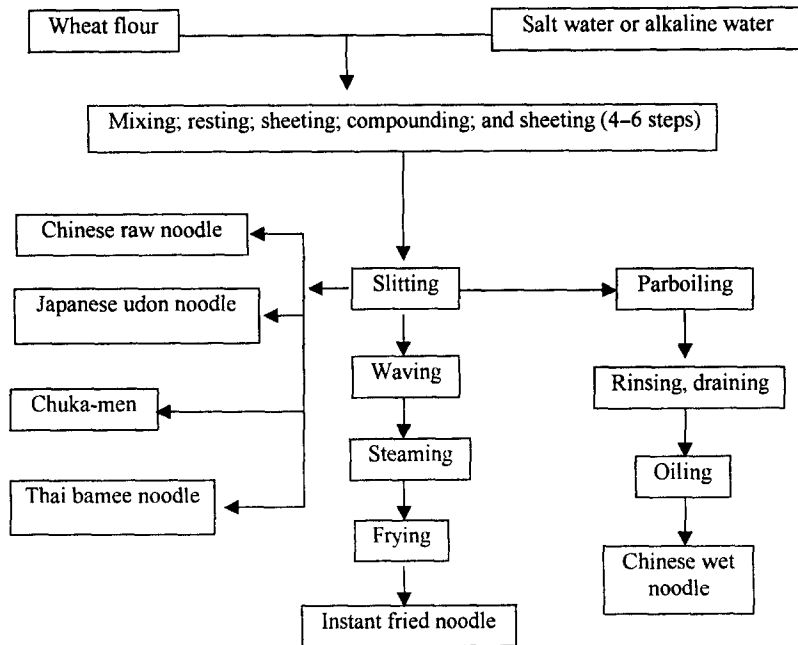 Wheat flour
Salt water or alkaline water
Mixing; resting; sheeting; compounding; and sheeting (4–6 steps)
Chinese raw noodle
Japanese udon noodle
Chuka-men
Thai bamee noodle
Slitting
Waving
Steaming
Frying
Instant fried noodle
Parboiling
Rinsing, draining
Oiling
Chinese wet
noodle